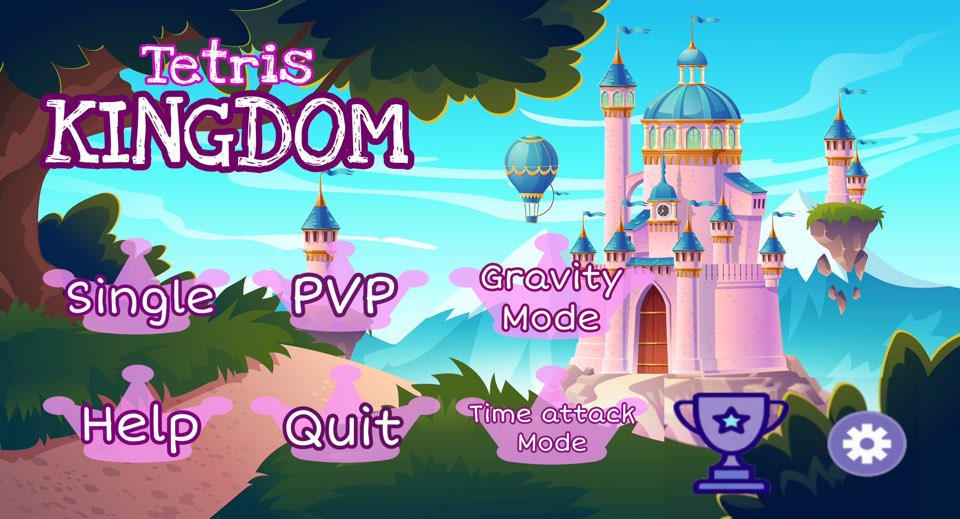 Tetris
KINGDOM
Single
PVP
Gravity
Mode
Help
Quit
Time attack
Mode